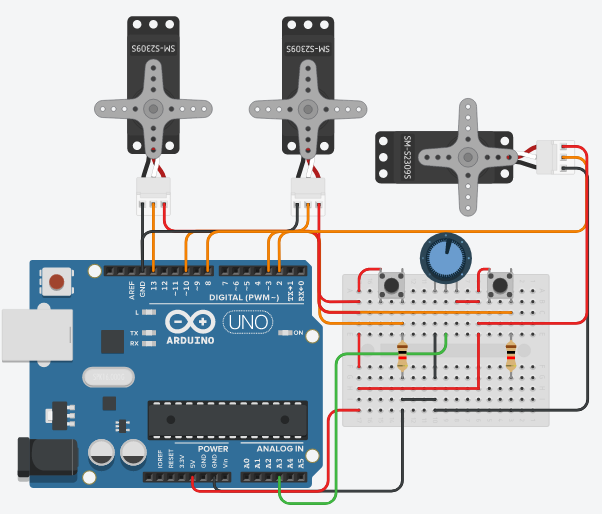 SM-S2309S
SM-S2309S
SM-S2309S
AREF
GND
13
12
~11
~10
~9
8
7
~6
~5
4
~3
2
TX→1
RX←0
DIGITAL (PWM~)
L
TX
RX
UNO
ON
ARDUINO
POWER
ANALOG IN
IOREF
RESET
3.3V
5V
GND
GND
Vin
A0
A1
A2
A3
A4
A5